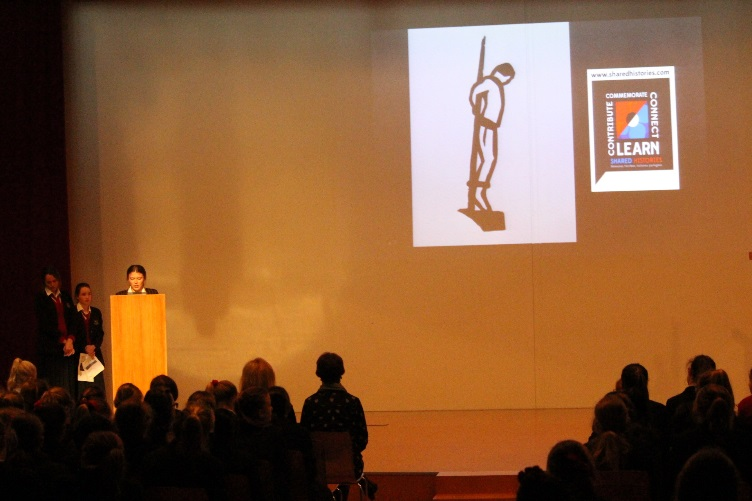 www.sharedhistories.com
COMMEMORATE
CONTRIBUTE
CONNECT
LEARN
SHARED HISTORIES